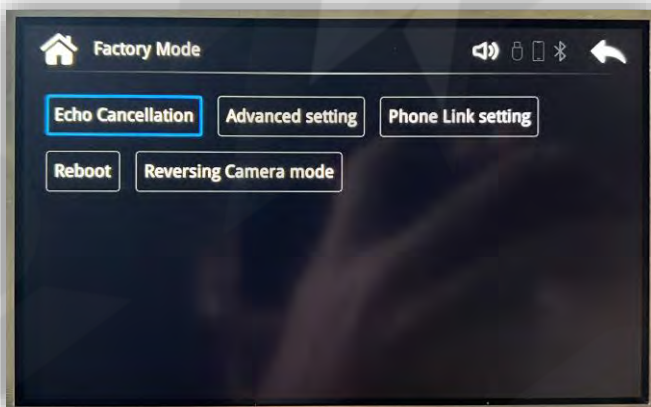 Factory Mode
Echo Cancellation Advanced setting Phone Link setting
Reboot Reversing Camera mode